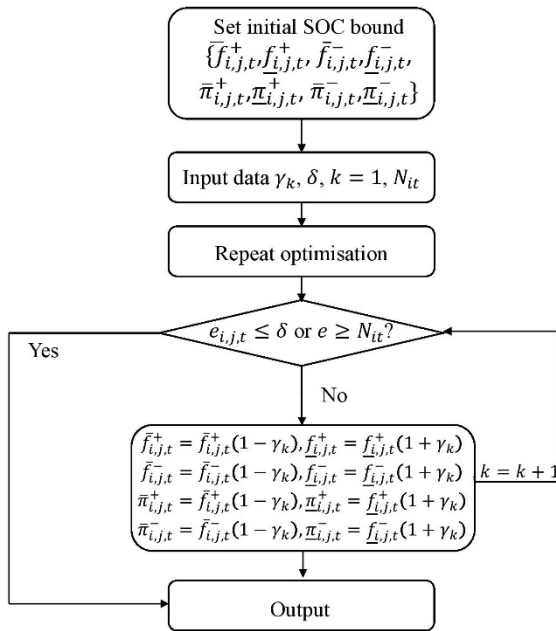 Set initial SOC bound
{f̅⁺ᵢ,ⱼ,ₜ, f̲⁺ᵢ,ⱼ,ₜ, f̅⁻ᵢ,ⱼ,ₜ, f̲⁻ᵢ,ⱼ,ₜ,
π̅⁺ᵢ,ⱼ,ₜ, π̲⁺ᵢ,ⱼ,ₜ, π̅⁻ᵢ,ⱼ,ₜ, π̲⁻ᵢ,ⱼ,ₜ}
Input data γₖ, δ, k = 1, Nᵢₜ
Repeat optimisation
eᵢ,ⱼ,ₜ ≤ δ or e ≥ Nᵢₜ?
Yes
No
f̅⁺ᵢ,ⱼ,ₜ = f̅⁺ᵢ,ⱼ,ₜ(1 − γₖ), f̲⁺ᵢ,ⱼ,ₜ = f̲⁺ᵢ,ⱼ,ₜ(1 + γₖ)
f̅⁻ᵢ,ⱼ,ₜ = f̅⁻ᵢ,ⱼ,ₜ(1 − γₖ), f̲⁻ᵢ,ⱼ,ₜ = f̲⁻ᵢ,ⱼ,ₜ(1 + γₖ)
π̅⁺ᵢ,ⱼ,ₜ = f̅⁺ᵢ,ⱼ,ₜ(1 − γₖ), π̲⁺ᵢ,ⱼ,ₜ = f̲⁺ᵢ,ⱼ,ₜ(1 + γₖ)
π̅⁻ᵢ,ⱼ,ₜ = f̅⁻ᵢ,ⱼ,ₜ(1 − γₖ), π̲⁻ᵢ,ⱼ,ₜ = f̲⁻ᵢ,ⱼ,ₜ(1 + γₖ)
k = k + 1
Output